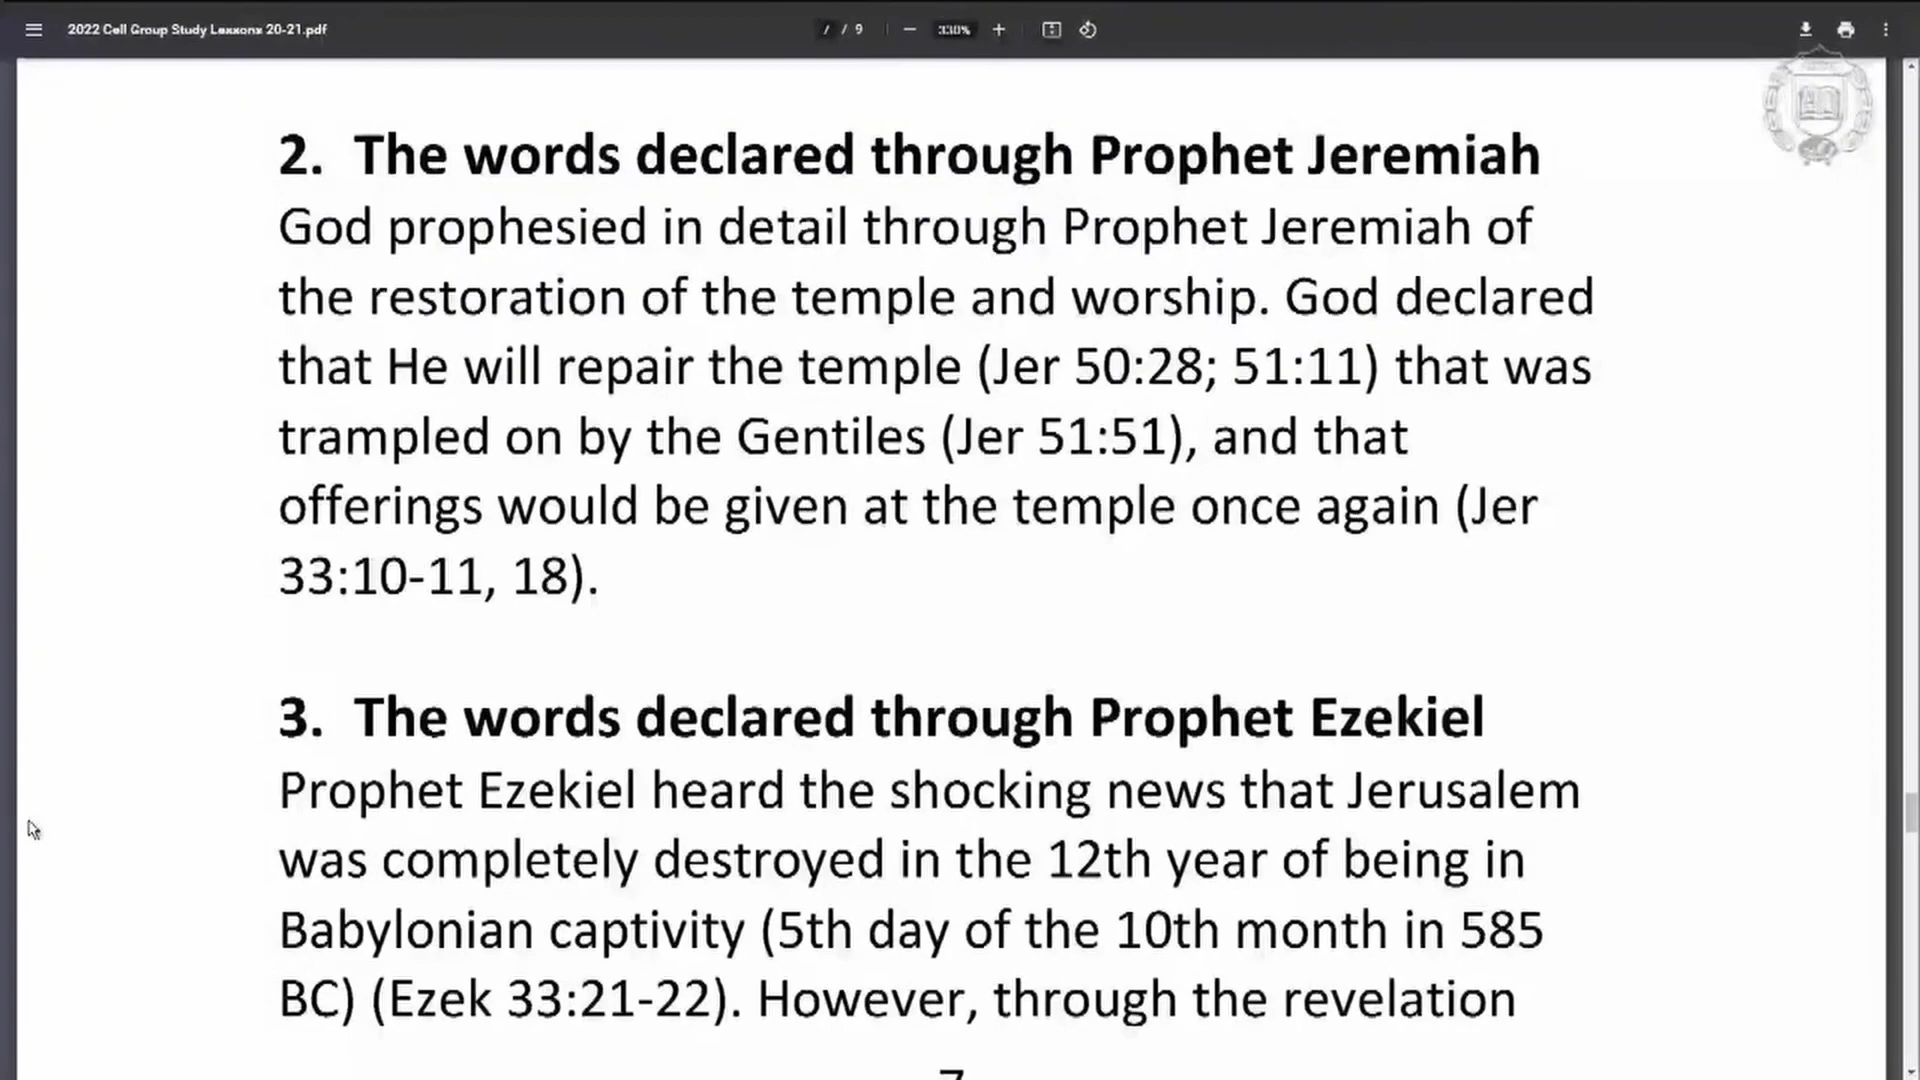 2022 Cell Group Study Lessons 20-21.pdf
7 / 9
330%
2. The words declared through Prophet Jeremiah
God prophesied in detail through Prophet Jeremiah of
the restoration of the temple and worship. God declared
that He will repair the temple (Jer 50:28; 51:11) that was
trampled on by the Gentiles (Jer 51:51), and that
offerings would be given at the temple once again (Jer
33:10-11, 18).
3. The words declared through Prophet Ezekiel
Prophet Ezekiel heard the shocking news that Jerusalem
was completely destroyed in the 12th year of being in
Babylonian captivity (5th day of the 10th month in 585
BC) (Ezek 33:21-22). However, through the revelation
7